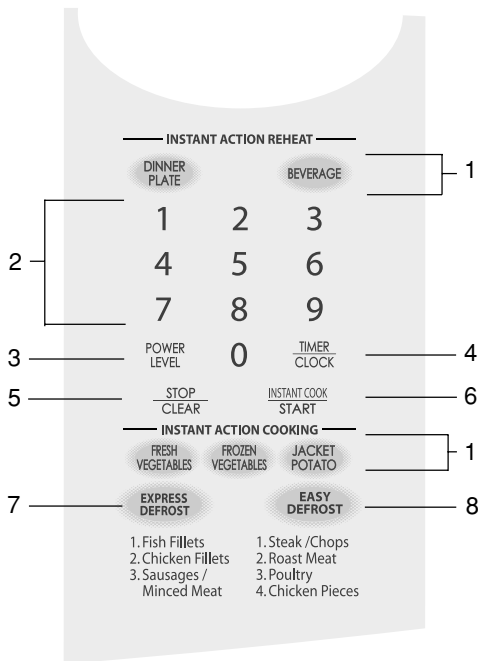 INSTANT ACTION REHEAT
DINNER
PLATE
BEVERAGE
1
1 2 3
2
4 5 6
7 8 9
3
POWER
LEVEL
0
TIMER
CLOCK
4
5
STOP
CLEAR
INSTANT COOK
START
6
INSTANT ACTION COOKING
FRESH
VEGETABLES
FROZEN
VEGETABLES
JACKET
POTATO
1
7
EXPRESS
DEFROST
EASY
DEFROST
8
1. Fish Fillets
2. Chicken Fillets
3. Sausages /
Minced Meat
1. Steak /Chops
2. Roast Meat
3. Poultry
4. Chicken Pieces